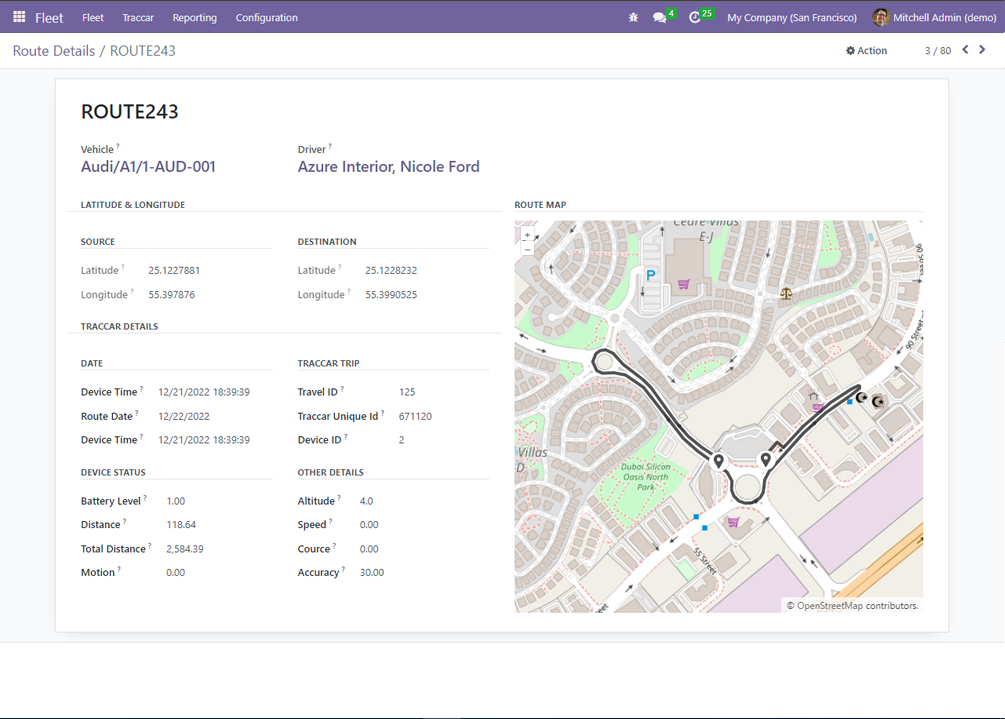 Fleet Fleet Traccar Reporting Configuration 4 25 My Company (San Francisco) Mitchell Admin (demo)
Route Details / ROUTE243 Action 3 / 80
ROUTE243
Vehicle ? Driver ?
Audi/A1/1-AUD-001 Azure Interior, Nicole Ford
LATITUDE & LONGITUDE ROUTE MAP
SOURCE DESTINATION
Latitude ? 25.1227881 Latitude ? 25.1228232
Longitude ? 55.397876 Longitude ? 55.3990525
TRACCAR DETAILS
DATE TRACCAR TRIP
Device Time ? 12/21/2022 18:39:39 Travel ID ? 125
Route Date ? 12/22/2022 Traccar Unique Id ? 671120
Device Time ? 12/21/2022 18:39:39 Device ID ? 2
DEVICE STATUS OTHER DETAILS
Battery Level ? 1.00 Altitude ? 4.0
Distance ? 118.64 Speed ? 0.00
Total Distance ? 2,584.39 Cource ? 0.00
Motion ? 0.00 Accuracy ? 30.00
+
−
Cedre-Villas
E-J
P
90 Street
90 Street
Villas
D
Dubai Silicon
Oasis North
Park
55 Street
© OpenStreetMap contributors.